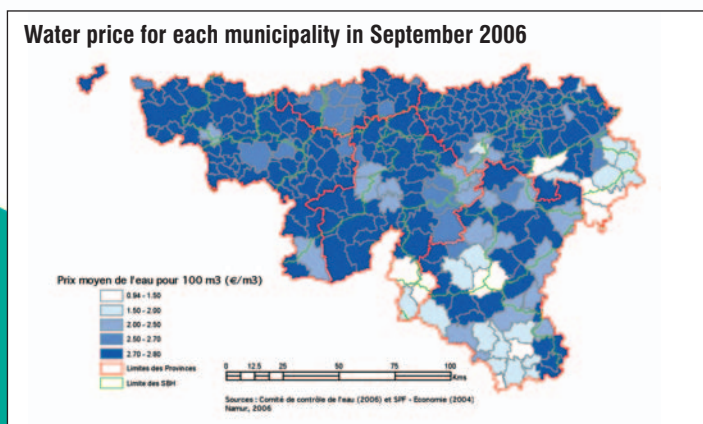 Water price for each municipality in September 2006
Prix moyen de l'eau pour 100 m3 (€/m3)
0.94 - 1.50
1.50 - 2.00
2.00 - 2.50
2.50 - 2.70
2.70 - 2.80
Limites des Provinces
Limite des SBH
0 12.5 25 50 75 100
Kms
Sources : Comité de contrôle de l'eau (2006) et SPF - Economie (2004)
Namur, 2006